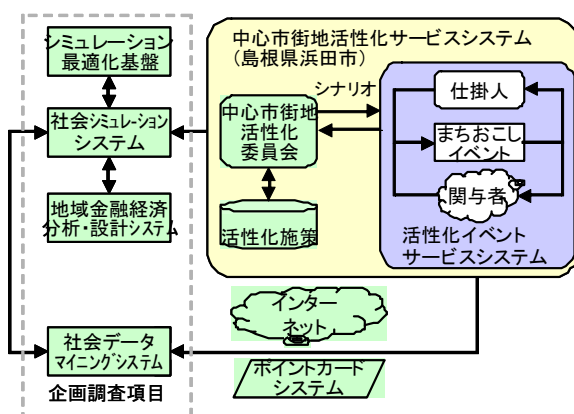 シミュレーション
最適化基盤
社会シミュレーション
システム
地域金融経済
分析・設計システム
社会データ
マイニングシステム
企画調査項目
中心市街地活性化サービスシステム
(島根県浜田市)
中心市街地
活性化
委員会
シナリオ
活性化施策
仕掛人
まちおこし
イベント
関与者
活性化イベント
サービスシステム
インター
ネット
ポイントカード
システム